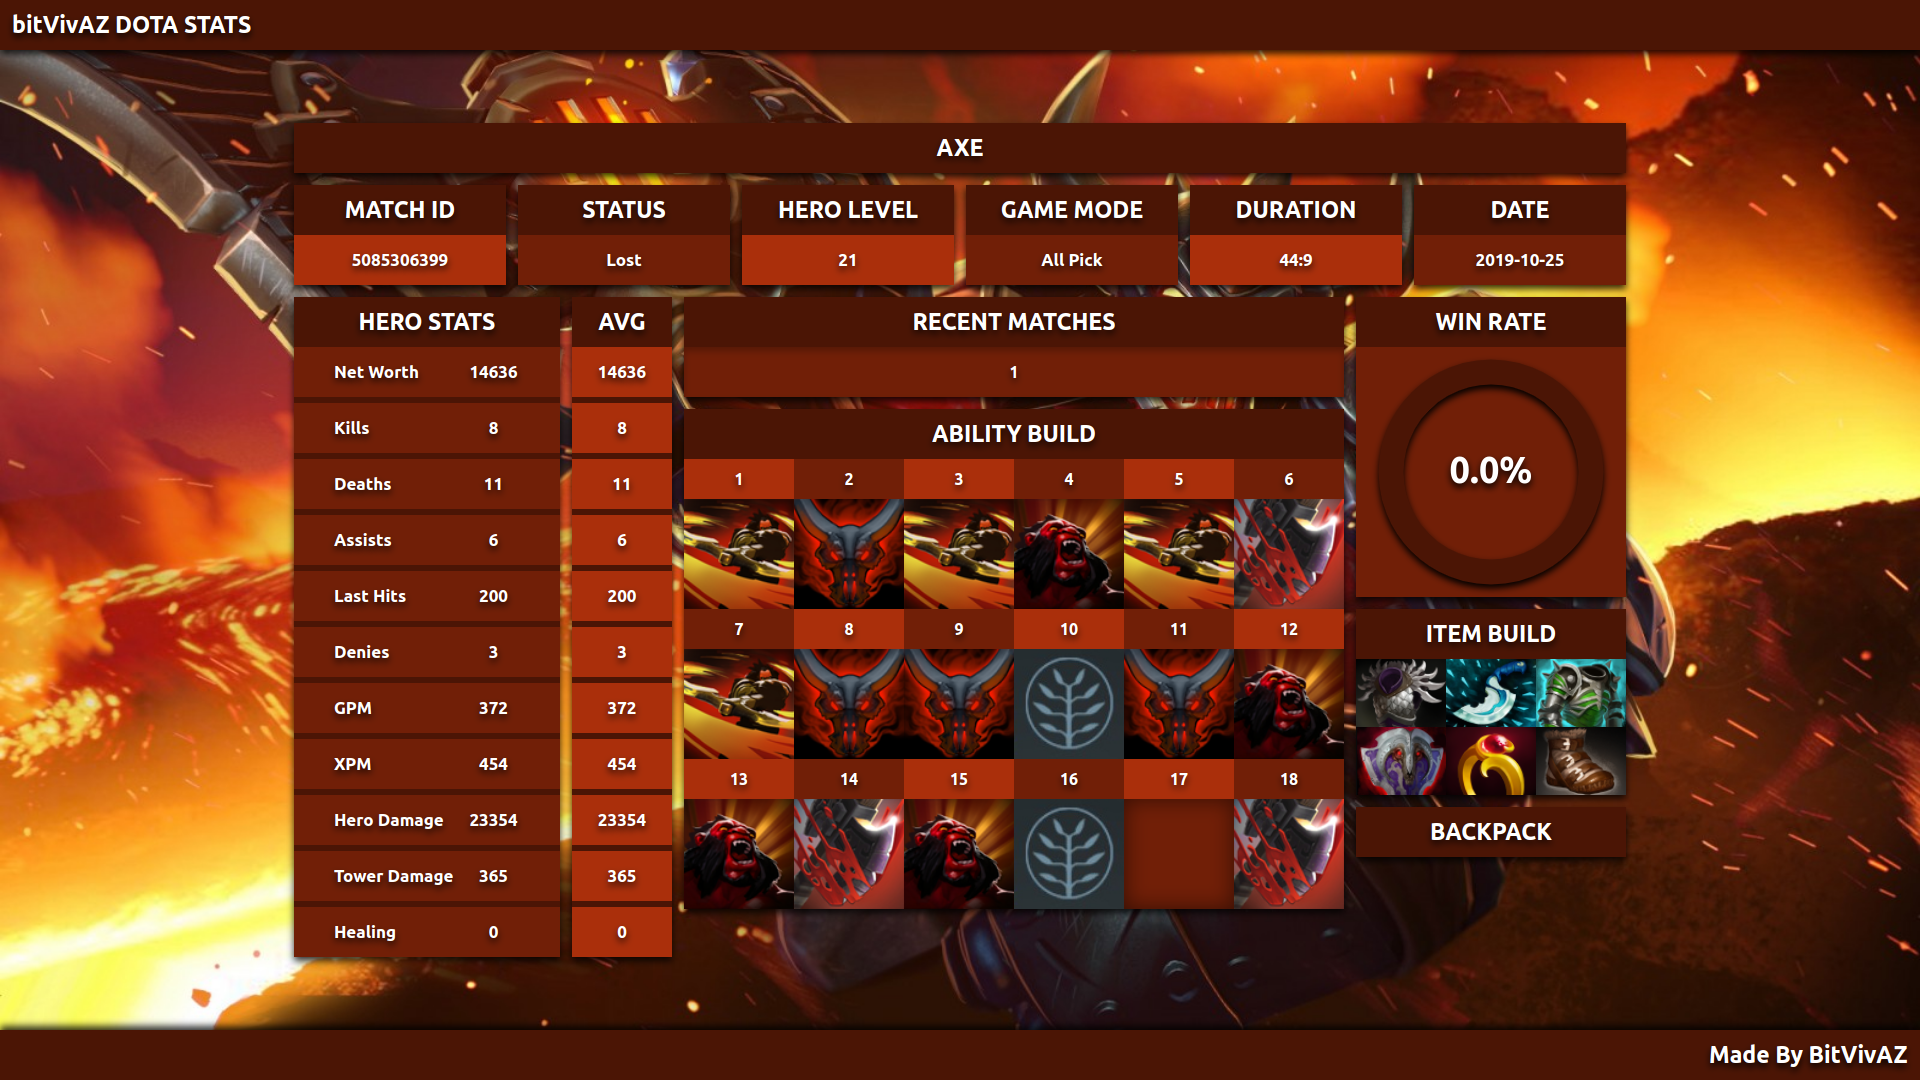 bitVivAZ DOTA STATS
AXE
MATCH ID STATUS HERO LEVEL GAME MODE DURATION DATE
5085306399 Lost 21 All Pick 44:9 2019-10-25
HERO STATS AVG RECENT MATCHES WIN RATE
Net Worth 14636 14636 1
Kills 8 8
ABILITY BUILD
0.0%
Deaths 11 11 1 2 3 4 5 6
Assists 6 6
Last Hits 200 200
7 8 9 10 11 12
ITEM BUILD
Denies 3 3
GPM 372 372
XPM 454 454 13 14 15 16 17 18
Hero Damage 23354 23354
BACKPACK
Tower Damage 365 365
Healing 0 0
Made By BitVivAZ